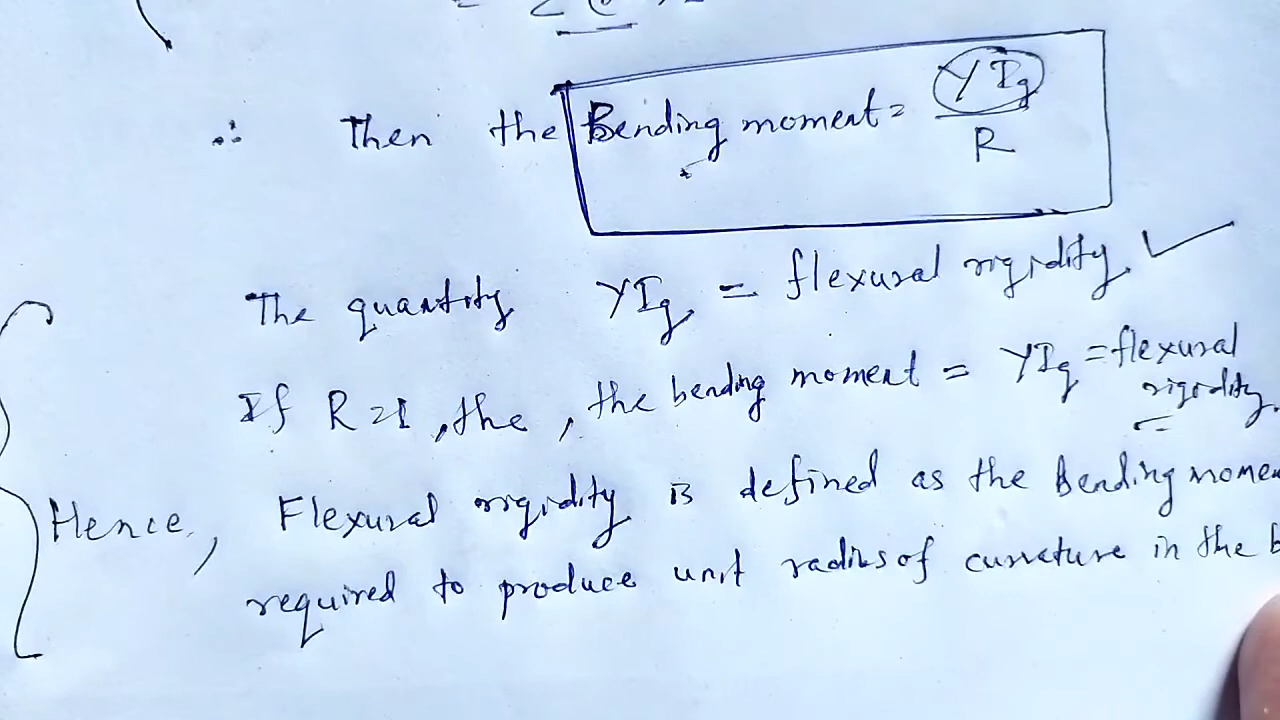 ∴ Then the Bending moment = YIg / R
The quantity YIg = flexural rigidity. ✓
If R = 1, the, the bending moment = YIg = flexural rigidity.
Hence, Flexural rigidity is defined as the Bending
required to produce unit radius of curvature in the